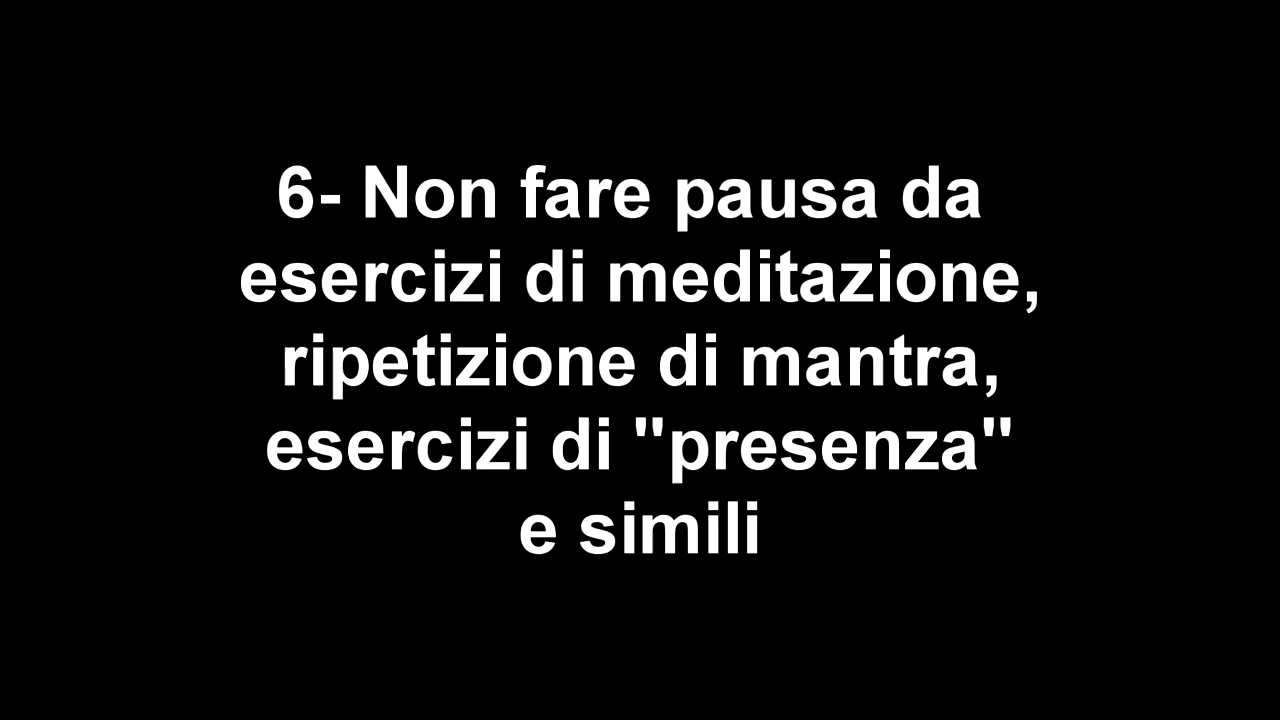 6- Non fare pausa da
esercizi di meditazione,
ripetizione di mantra,
esercizi di "presenza"
e simili